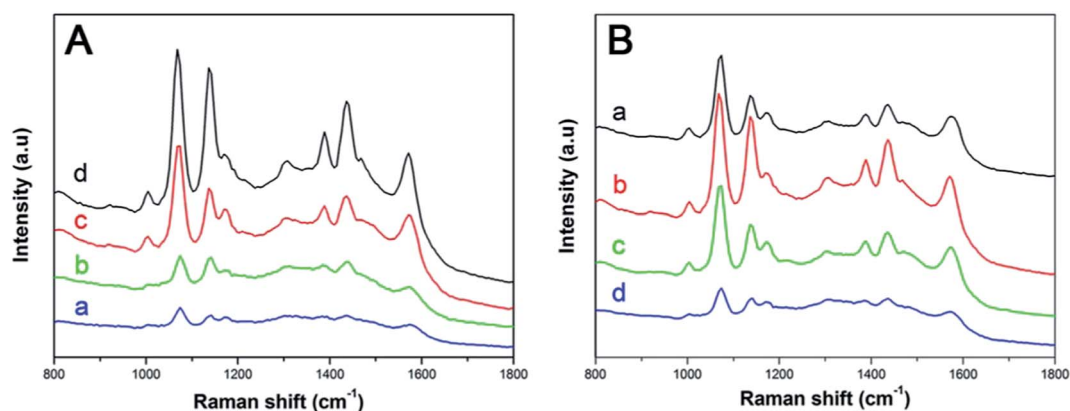 A
Intensity (a.u)
d
c
b
a
800 1000 1200 1400 1600 1800
Raman shift (cm⁻¹)
B
Intensity (a.u)
a
b
c
d
800 1000 1200 1400 1600 1800
Raman shift (cm⁻¹)